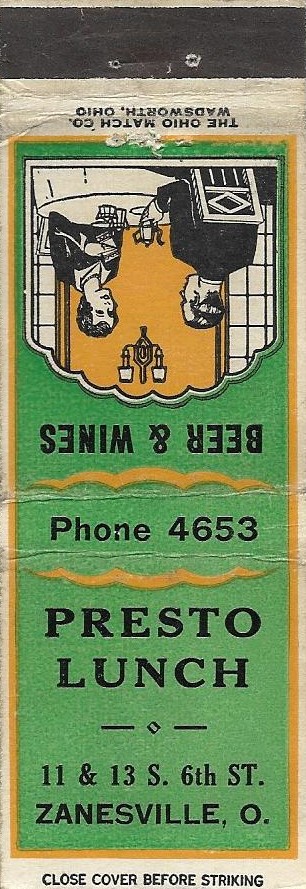 THE OHIO MATCH CO.
WADSWORTH, OHIO
BEER & WINES
Phone 4653
PRESTO
LUNCH
11 & 13 S. 6th ST.
ZANESVILLE, O.
CLOSE COVER BEFORE STRIKING